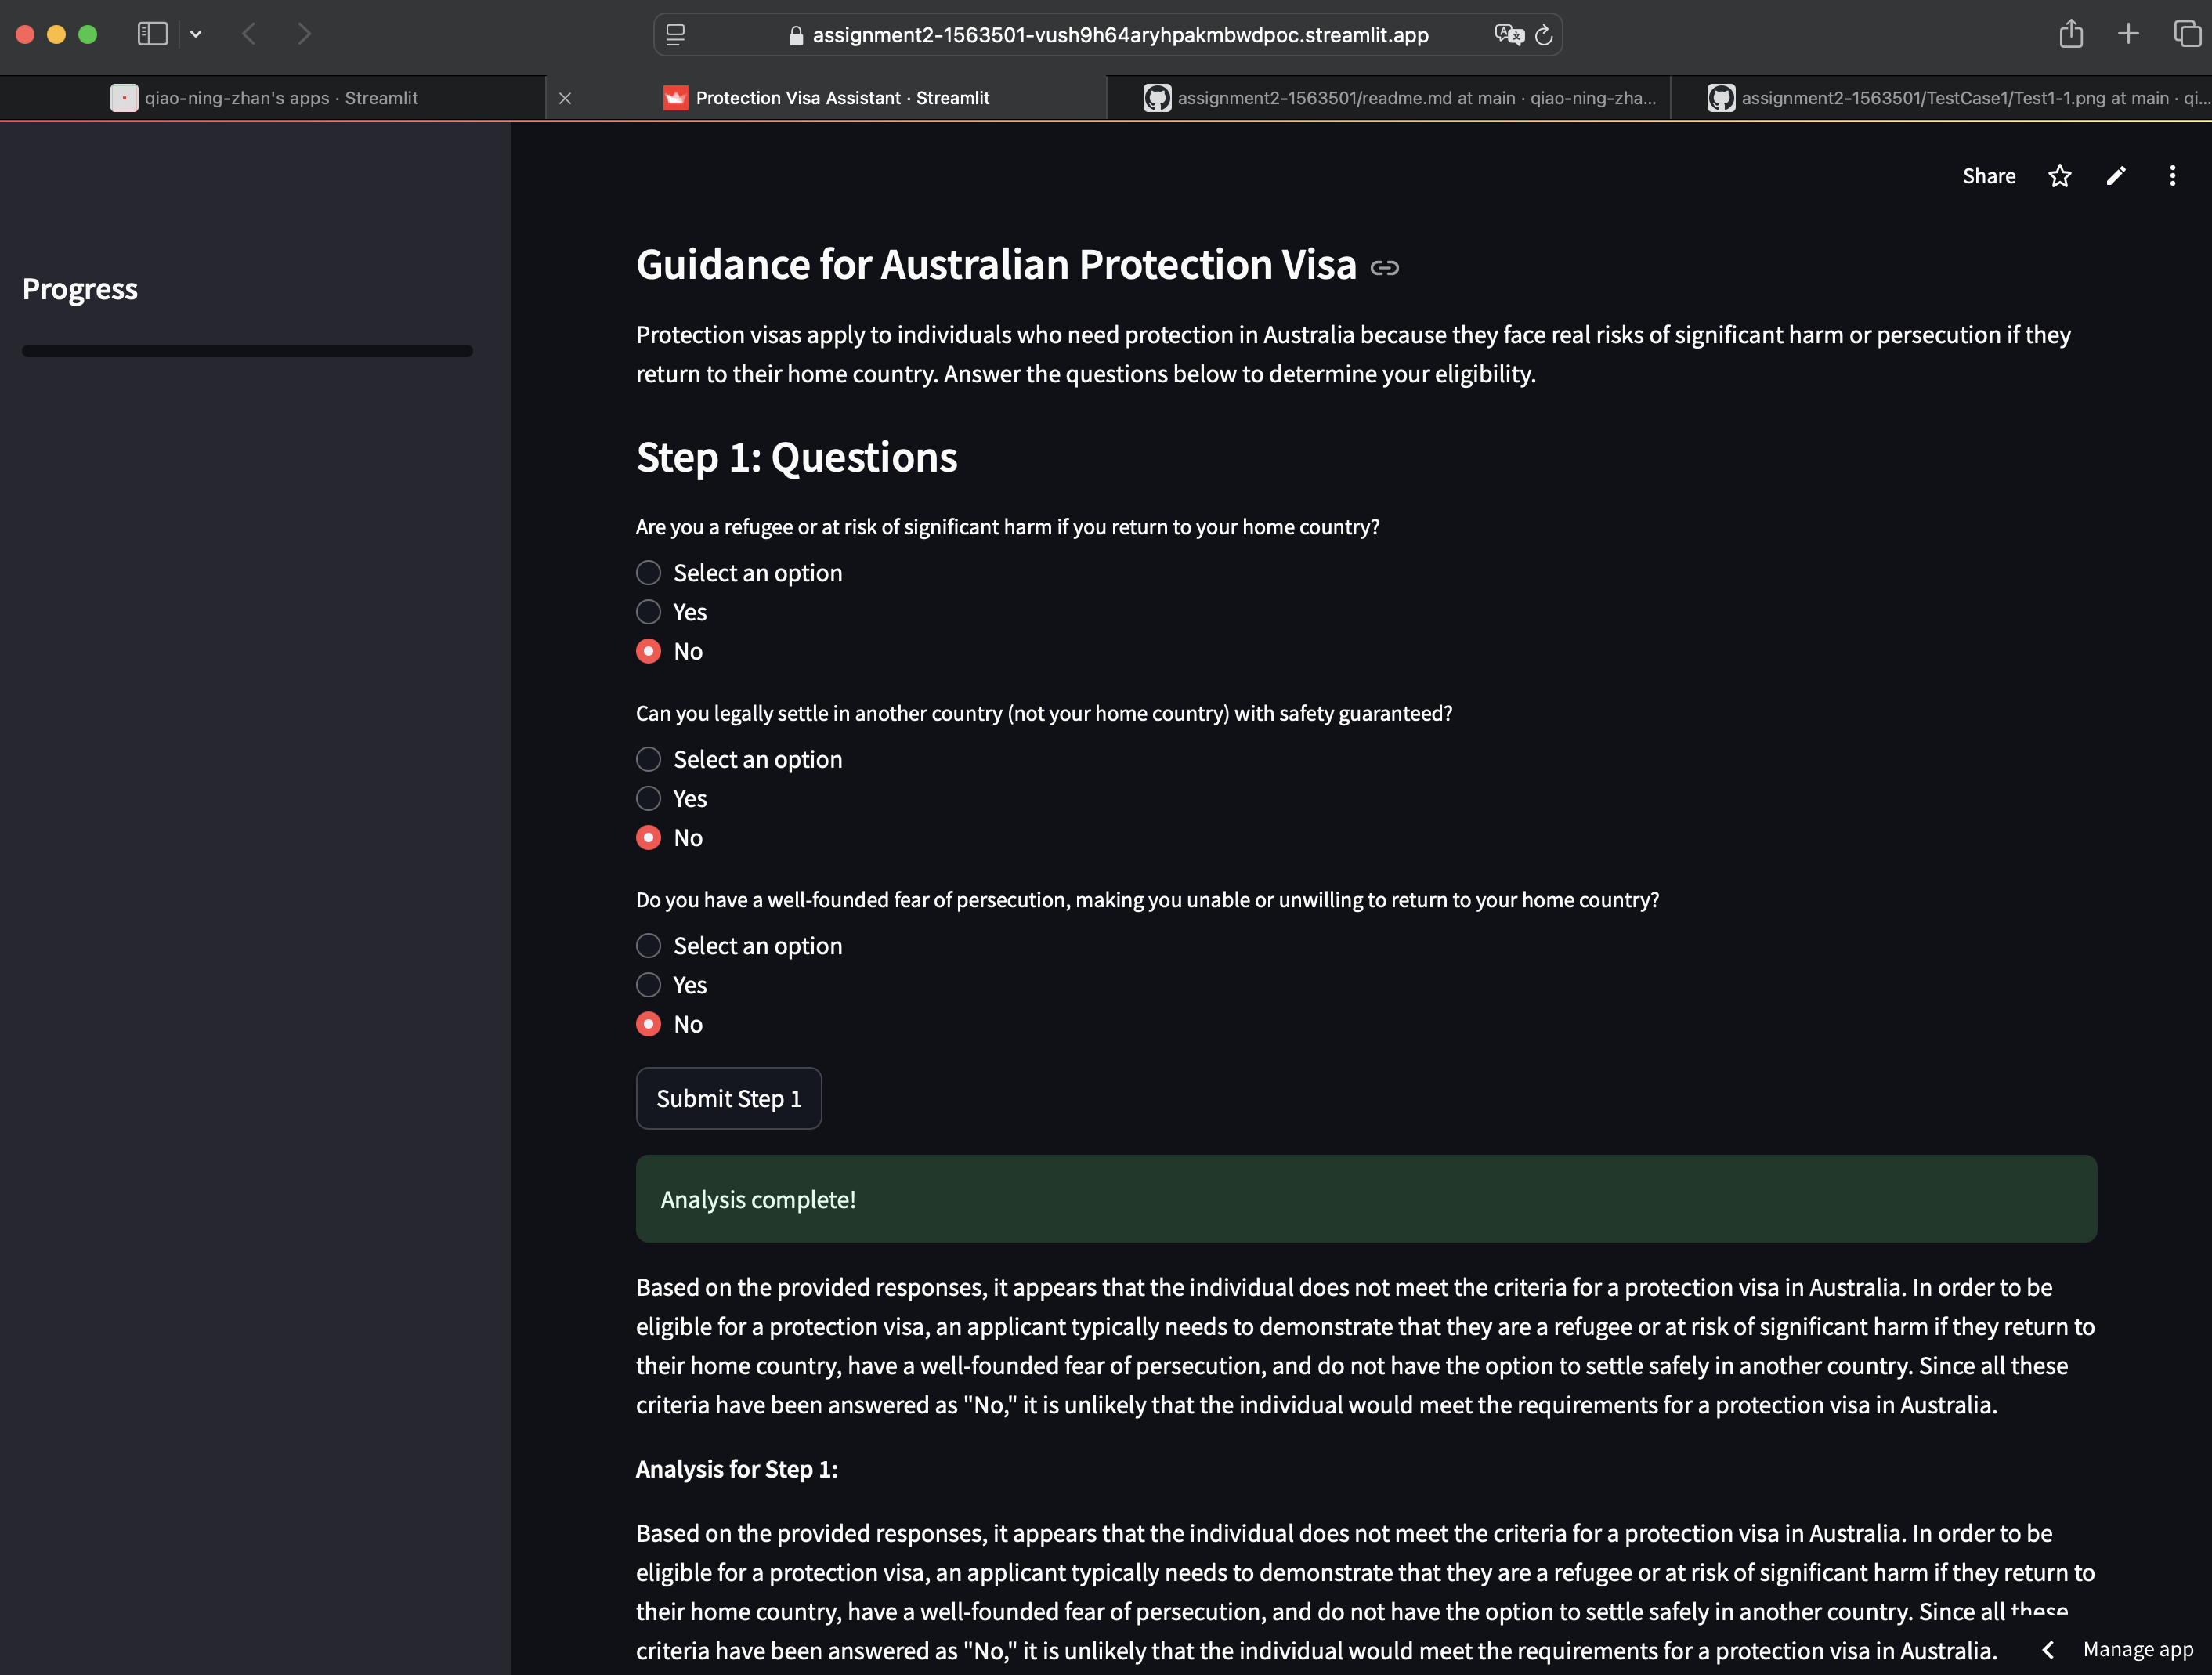 assignment2-1563501-vush9h64aryhpakmbwdpoc.streamlit.app
qiao-ning-zhan's apps · Streamlit
Protection Visa Assistant · Streamlit
assignment2-1563501/readme.md at main · qiao-ning-zha...
assignment2-1563501/TestCase1/Test1-1.png at main · qi...
Share
Progress
Guidance for Australian Protection Visa
Protection visas apply to individuals who need protection in Australia because they face real risks of significant harm or persecution if they
return to their home country. Answer the questions below to determine your eligibility.
Step 1: Questions
Are you a refugee or at risk of significant harm if you return to your home country?
Select an option
Yes
No
Can you legally settle in another country (not your home country) with safety guaranteed?
Select an option
Yes
No
Do you have a well-founded fear of persecution, making you unable or unwilling to return to your home country?
Select an option
Yes
No
Submit Step 1
Analysis complete!
Based on the provided responses, it appears that the individual does not meet the criteria for a protection visa in Australia. In order to be
eligible for a protection visa, an applicant typically needs to demonstrate that they are a refugee or at risk of significant harm if they return to
their home country, have a well-founded fear of persecution, and do not have the option to settle safely in another country. Since all these
criteria have been answered as "No," it is unlikely that the individual would meet the requirements for a protection visa in Australia.
Analysis for Step 1:
Based on the provided responses, it appears that the individual does not meet the criteria for a protection visa in Australia. In order to be
eligible for a protection visa, an applicant typically needs to demonstrate that they are a refugee or at risk of significant harm if they return to
their home country, have a well-founded fear of persecution, and do not have the option to settle safely in another country. Since all these
criteria have been answered as "No," it is unlikely that the individual would meet the requirements for a protection visa in Australia.
Manage app